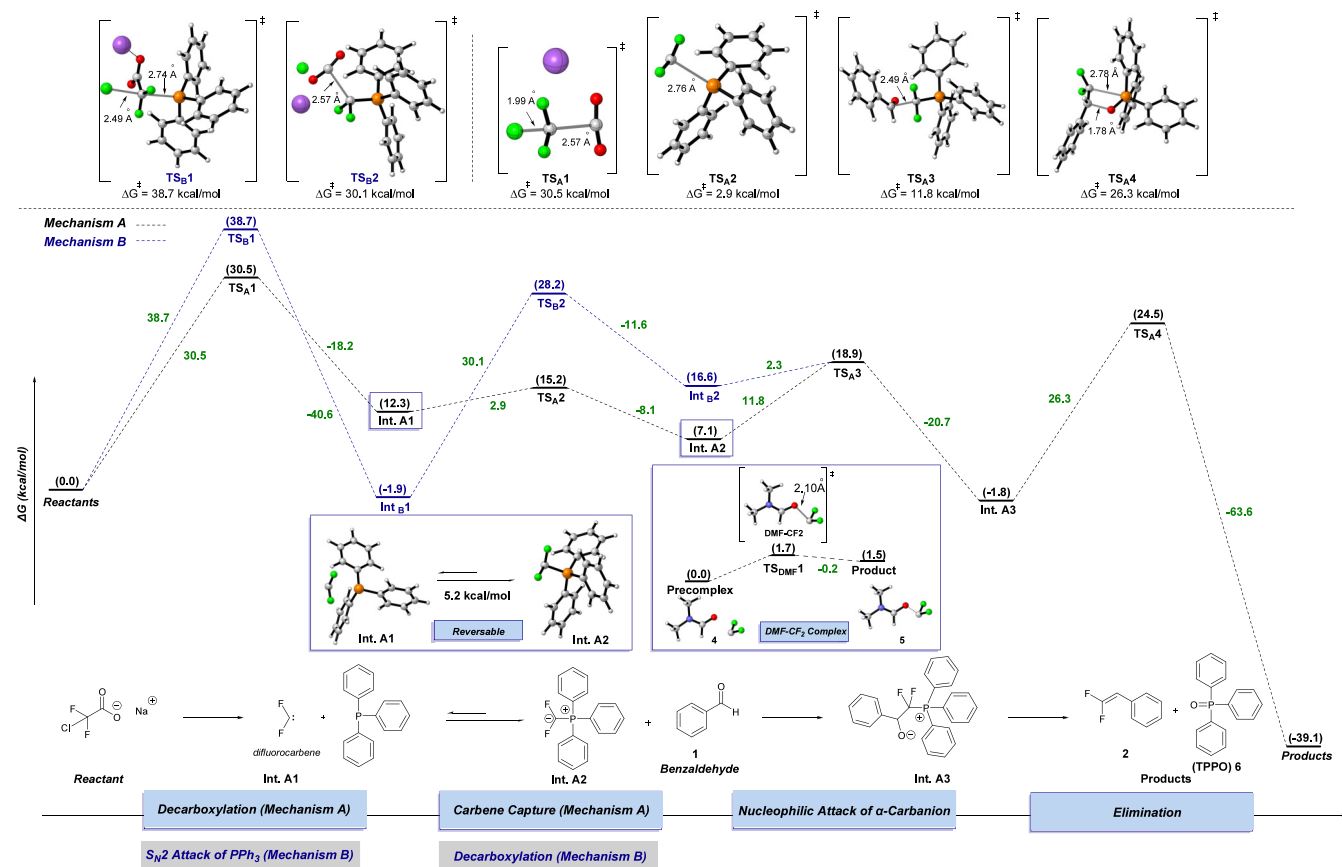 ‡
‡
‡
‡
‡
‡
2.74 Å
2.49 Å
2.57 Å
1.99 Å
2.57 Å
2.76 Å
2.49 Å
2.78 Å
1.78 Å
TSB1
ΔG‡ = 38.7 kcal/mol
TSB2
ΔG‡ = 30.1 kcal/mol
TSA1
ΔG‡ = 30.5 kcal/mol
TSA2
ΔG‡ = 2.9 kcal/mol
TSA3
ΔG‡ = 11.8 kcal/mol
TSA4
ΔG‡ = 26.3 kcal/mol
Mechanism A
Mechanism B
(38.7)
TSB1
(30.5)
TSA1
(28.2)
TSB2
(24.5)
TSA4
38.7
30.5
-18.2
30.1
-11.6
(15.2)
TSA2
(18.9)
TSA3
2.3
(16.6)
Int B2
-40.6
(12.3)
Int. A1
2.9
-8.1
11.8
(7.1)
Int. A2
-20.7
26.3
-63.6
ΔG (kcal/mol)
(0.0)
Reactants
(-1.9)
Int B1
(-1.8)
Int. A3
Int. A1
5.2 kcal/mol
Reversable
Int. A2
‡
2.10Å
DMF-CF2
(1.7)
TSDMF1
-0.2
(0.0)
Precomplex
(1.5)
Product
4
DMF-CF2 Complex
5
F
Cl
F
O
O
⊖
Na
⊕
Reactant
F
F
:
difluorocarbene
Int. A1
+
P
F
F
⊖
⊕
P
Int. A2
+
O
H
1
Benzaldehyde
F
F
P
⊕
O
⊖
Int. A3
F
F
2
+
O
P
(TPPO) 6
Products
(-39.1)
Products
Decarboxylation (Mechanism A)
Carbene Capture (Mechanism A)
Nucleophilic Attack of α-Carbanion
Elimination
SN2 Attack of PPh3 (Mechanism B)
Decarboxylation (Mechanism B)